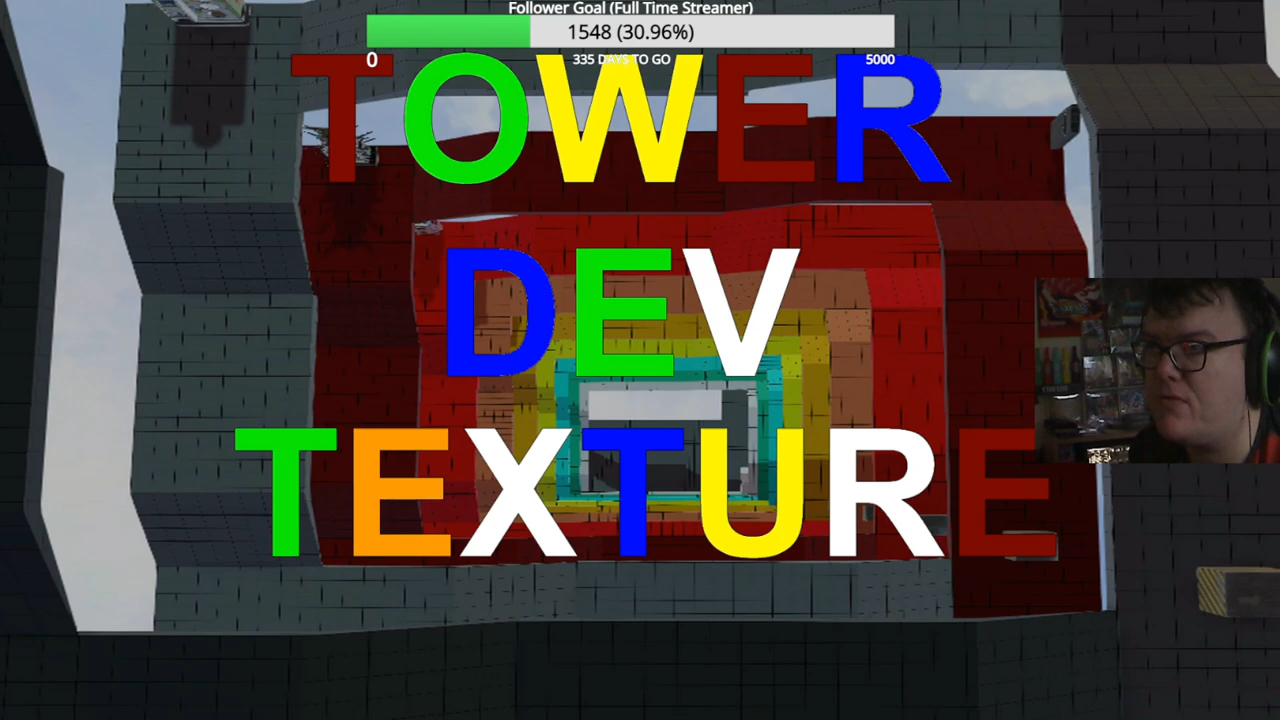 Follower Goal (Full Time Streamer)
1548 (30.96%)
0 335 DAYS TO GO 5000
TOWER
DEV
TEXTURE